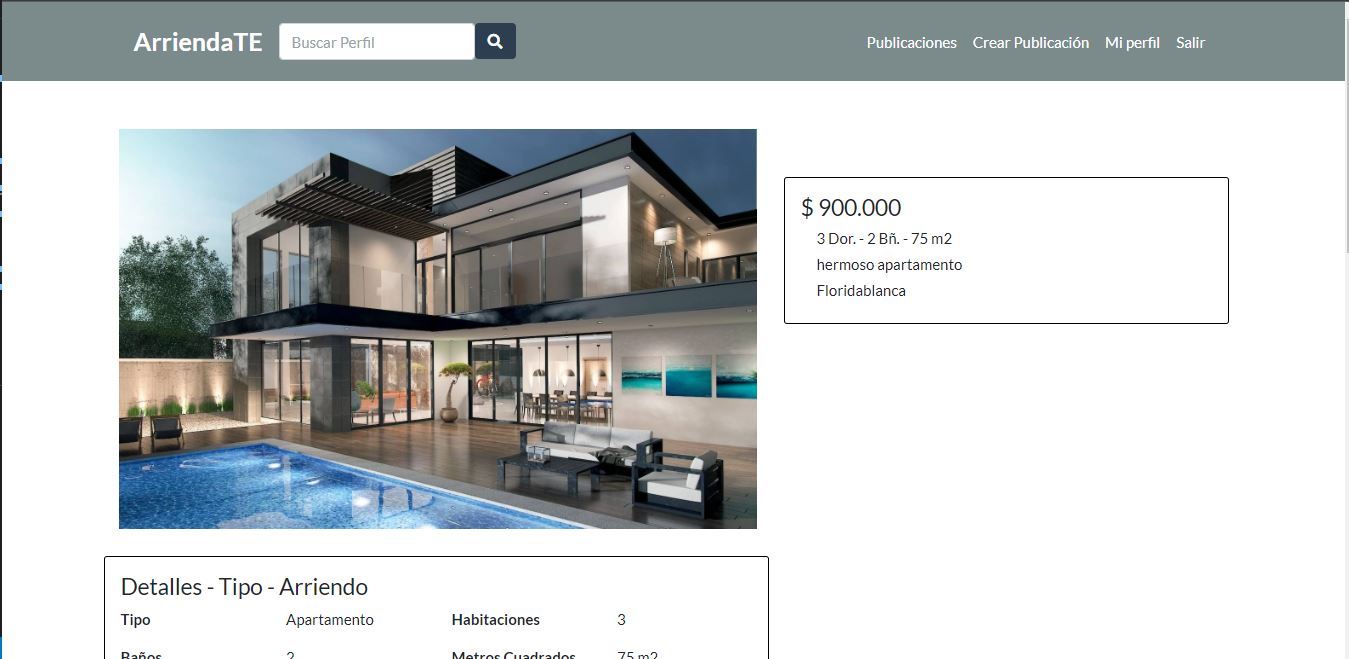 ArriendaTE Buscar Perfil Publicaciones Crear Publicación Mi perfil Salir
$ 900.000
3 Dor. - 2 Bñ. - 75 m2
hermoso apartamento
Floridablanca
Detalles - Tipo - Arriendo
Tipo Apartamento Habitaciones 3
Baños 2 Metros Cuadrados 75 m2